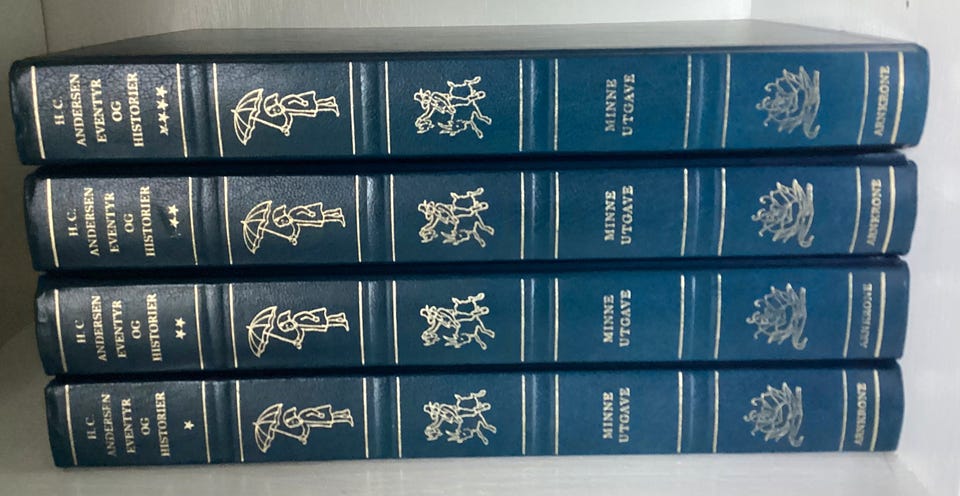 H. C.
ANDERSEN
EVENTYR
OG
HISTORIER
MINNE
UTGAVE
ARNKRONE
H. C.
ANDERSEN
EVENTYR
OG
HISTORIER
MINNE
UTGAVE
ARNKRONE
H. C
ANDERSEN
EVENTYR
OG
HISTORIER
MINNE
UTGAVE
ARNKRONE
H. C.
ANDERSEN
EVENTYR
OG
HISTORIER
MINNE
UTGAVE
ARNKRONE